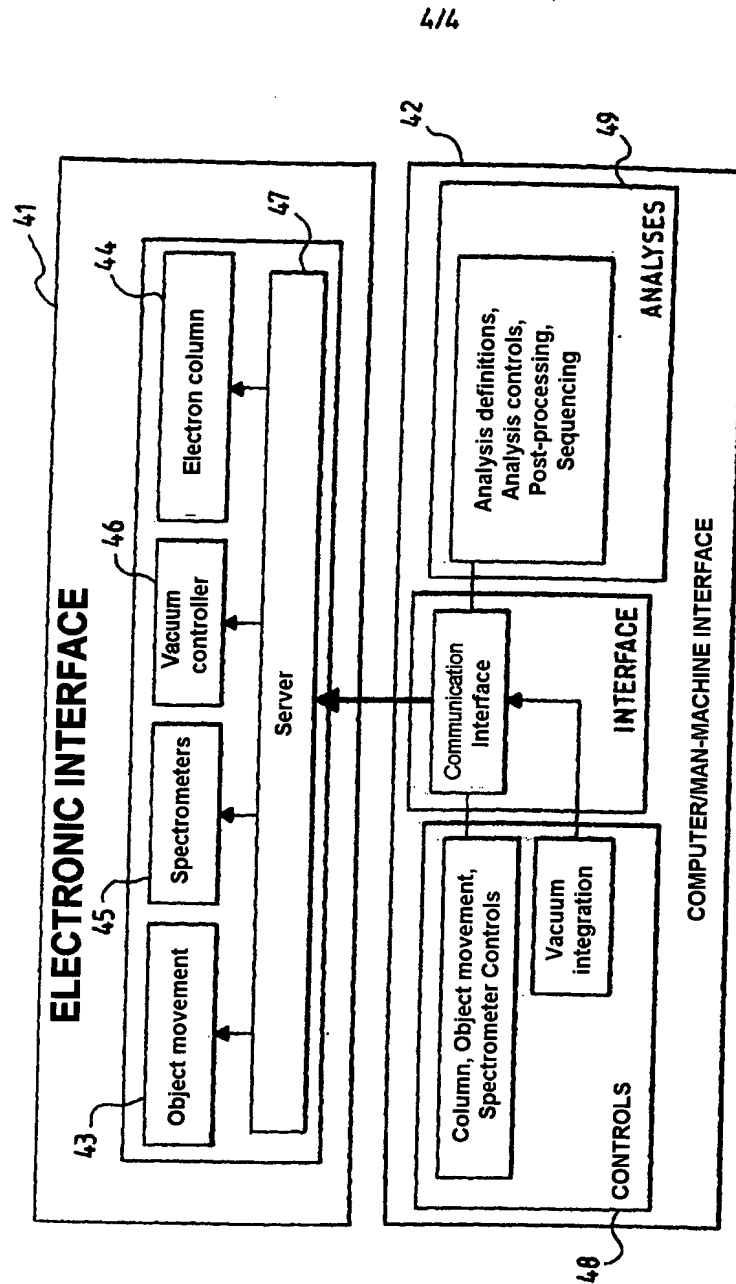 4/4
41
ELECTRONIC INTERFACE
43
Object movement
45
Spectrometers
46
Vacuum
controller
44
Electron column
47
Server
42
Column, Object movement,
Spectrometer Controls
Vacuum
integration
CONTROLS
48
Communication
Interface
INTERFACE
Analysis definitions,
Analysis controls,
Post-processing,
Sequencing
ANALYSES
49
COMPUTER/MAN-MACHINE INTERFACE